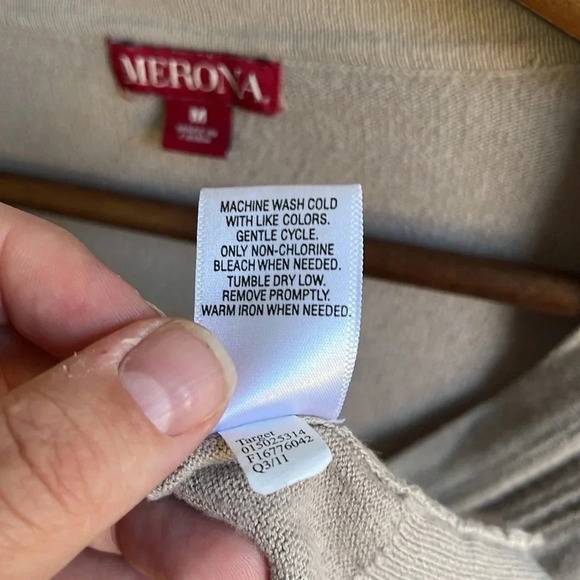 MERONA
M
MACHINE WASH COLD
WITH LIKE COLORS.
GENTLE CYCLE.
ONLY NON-CHLORINE
BLEACH WHEN NEEDED.
TUMBLE DRY LOW.
REMOVE PROMPTLY.
WARM IRON WHEN NEEDED.
Target
015025314
F16776042
Q3/11